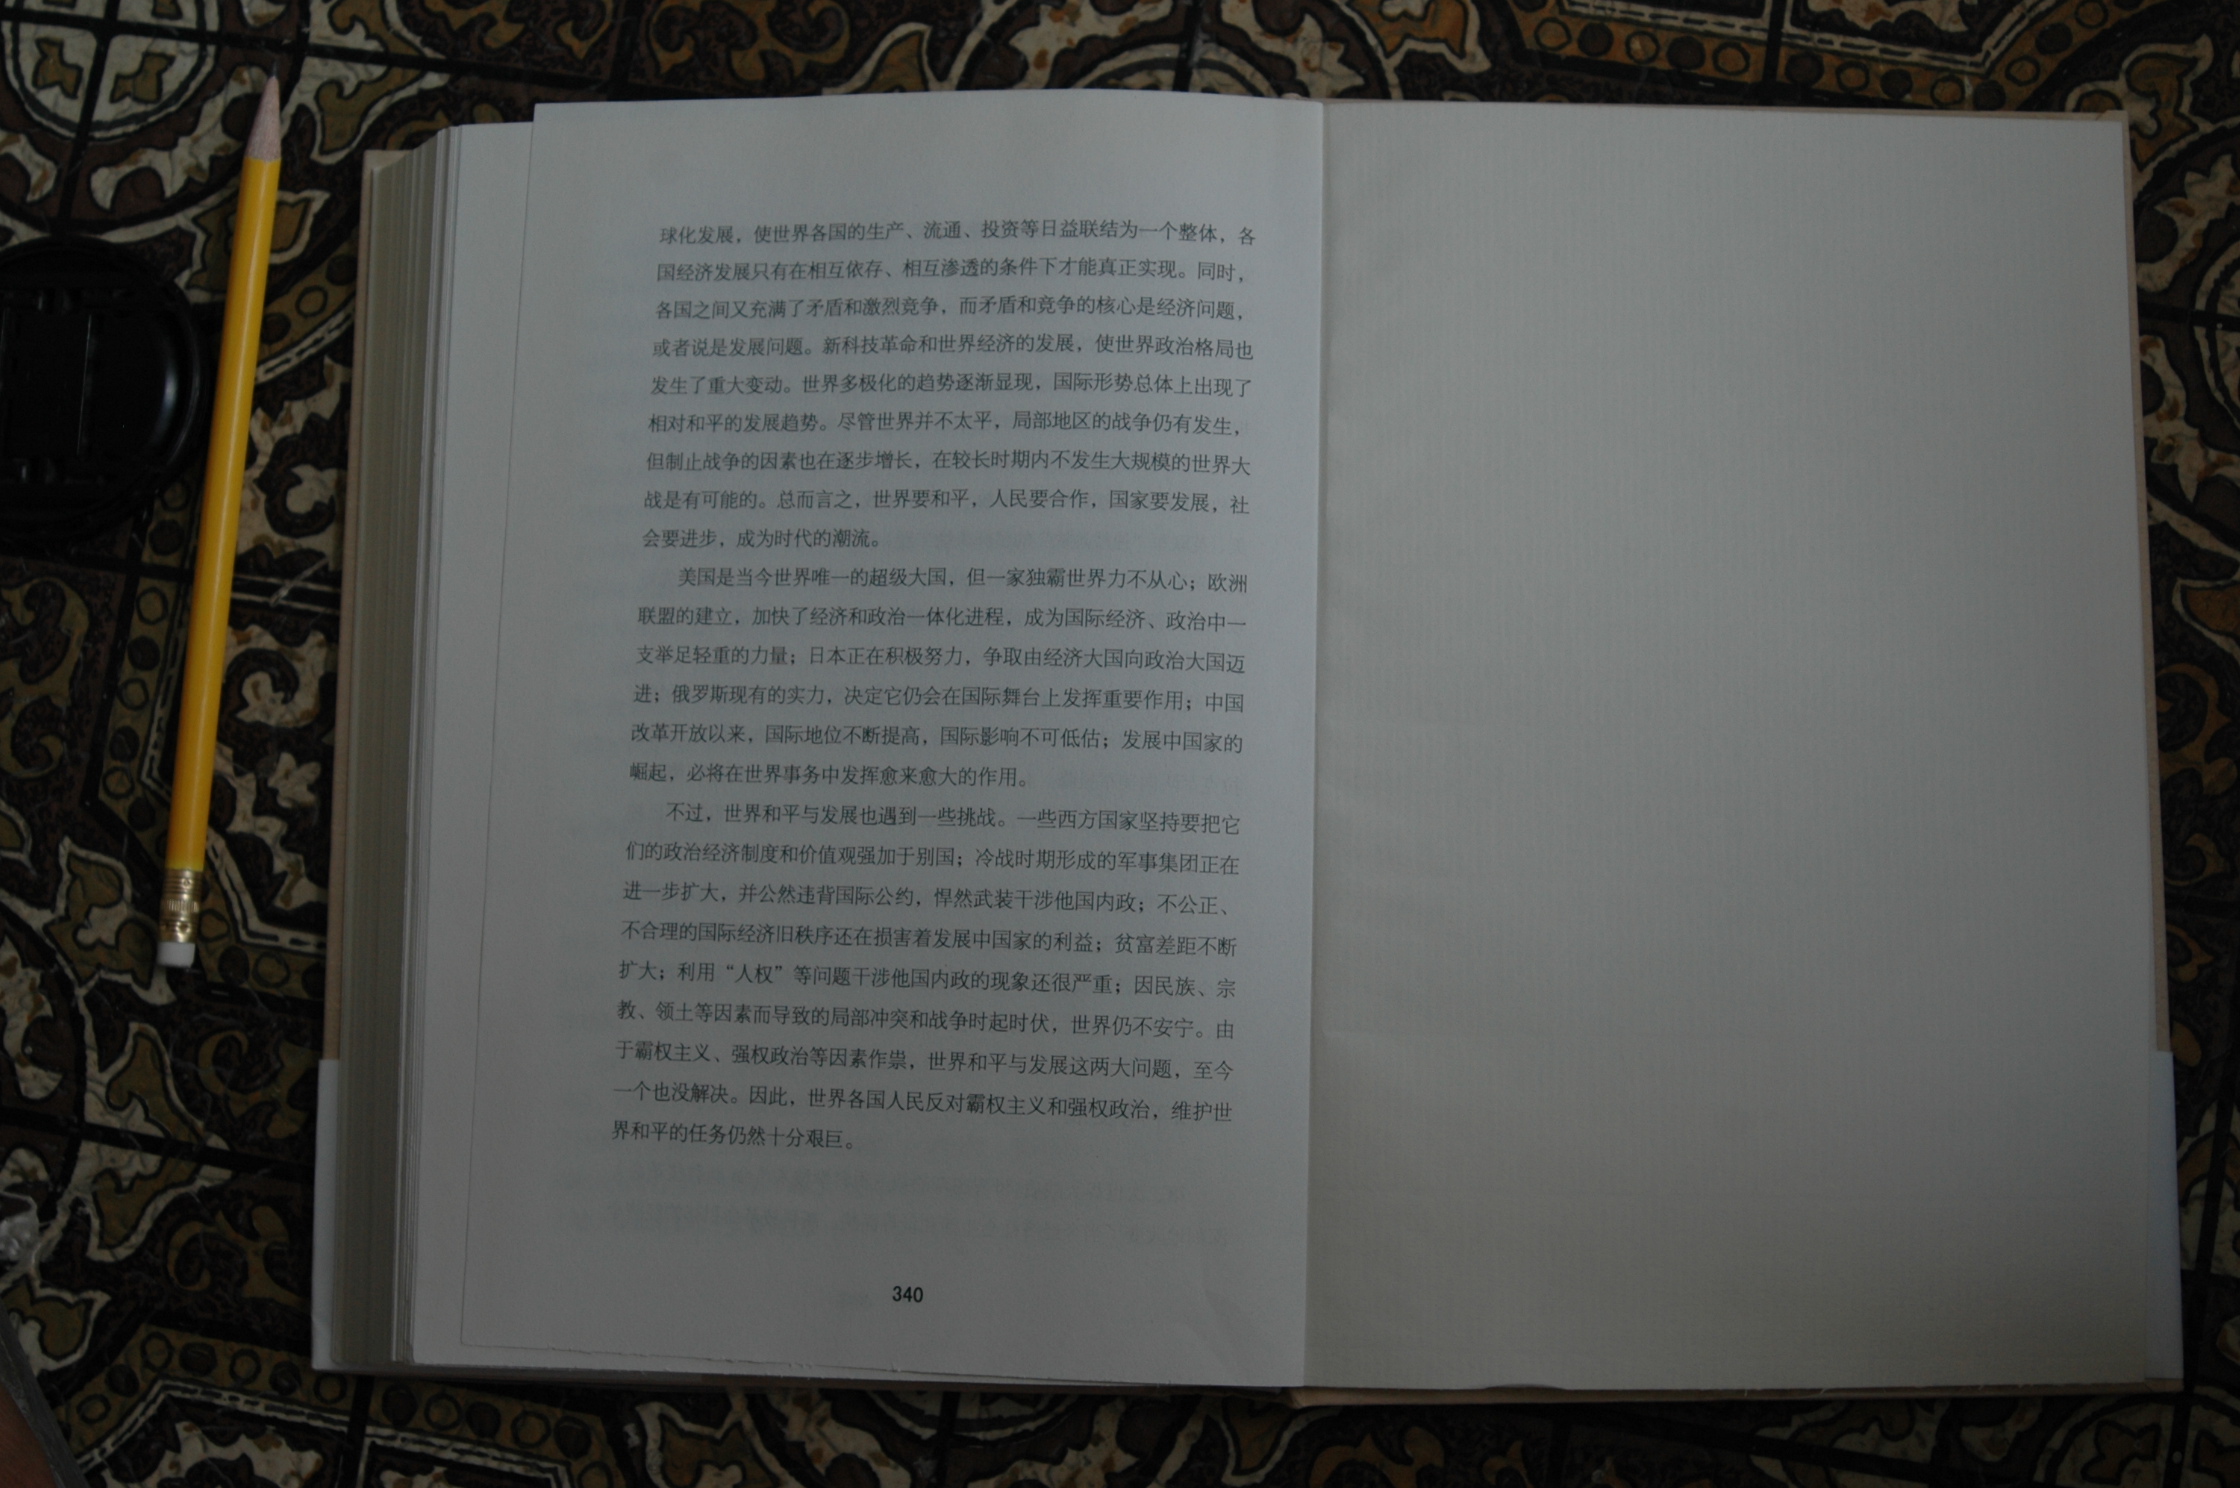 球化发展，使世界各国的生产、流通、投资等日益联结为一个整体，各
国经济发展只有在相互依存、相互渗透的条件下才能真正实现。同时，
各国之间又充满了矛盾和激烈竞争，而矛盾和竞争的核心是经济问题，
或者说是发展问题。新科技革命和世界经济的发展，使世界政治格局也
发生了重大变动。世界多极化的趋势逐渐显现，国际形势总体上出现了
相对和平的发展趋势。尽管世界并不太平，局部地区的战争仍有发生，
但制止战争的因素也在逐步增长，在较长时期内不发生大规模的世界大
战是有可能的。总而言之，世界要和平，人民要合作，国家要发展，社
会要进步，成为时代的潮流。
美国是当今世界唯一的超级大国，但一家独霸世界力不从心；欧洲
联盟的建立，加快了经济和政治一体化进程，成为国际经济、政治中一
支举足轻重的力量；日本正在积极努力，争取由经济大国向政治大国迈
进；俄罗斯现有的实力，决定它仍会在国际舞台上发挥重要作用；中国
改革开放以来，国际地位不断提高，国际影响不可低估；发展中国家的
崛起，必将在世界事务中发挥愈来愈大的作用。
不过，世界和平与发展也遇到一些挑战。一些西方国家坚持要把它
们的政治经济制度和价值观强加于别国；冷战时期形成的军事集团正在
进一步扩大，并公然违背国际公约，悍然武装干涉他国内政；不公正、
不合理的国际经济旧秩序还在损害着发展中国家的利益；贫富差距不断
扩大；利用“人权”等问题干涉他国内政的现象还很严重；因民族、宗
教、领土等因素而导致的局部冲突和战争时起时伏，世界仍不安宁。由
于霸权主义、强权政治等因素作祟，世界和平与发展这两大问题，至今
一个也没解决。因此，世界各国人民反对霸权主义和强权政治，维护世
界和平的任务仍然十分艰巨。
340